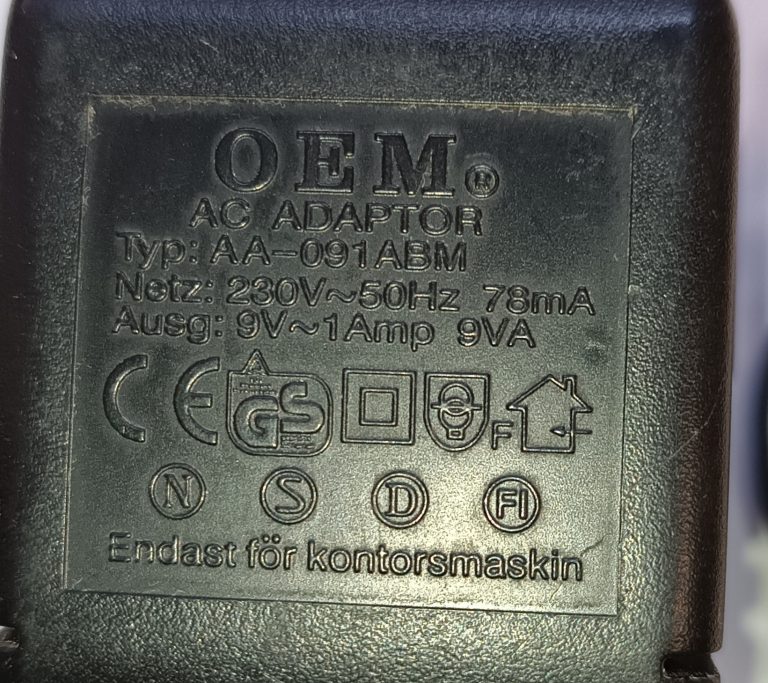 OEM®
AC ADAPTOR
Typ: AA-091ABM
Netz: 230V~50Hz 78mA
Ausg: 9V~1Amp 9VA
CE GS F
N S D FI
Endast för kontorsmaskin